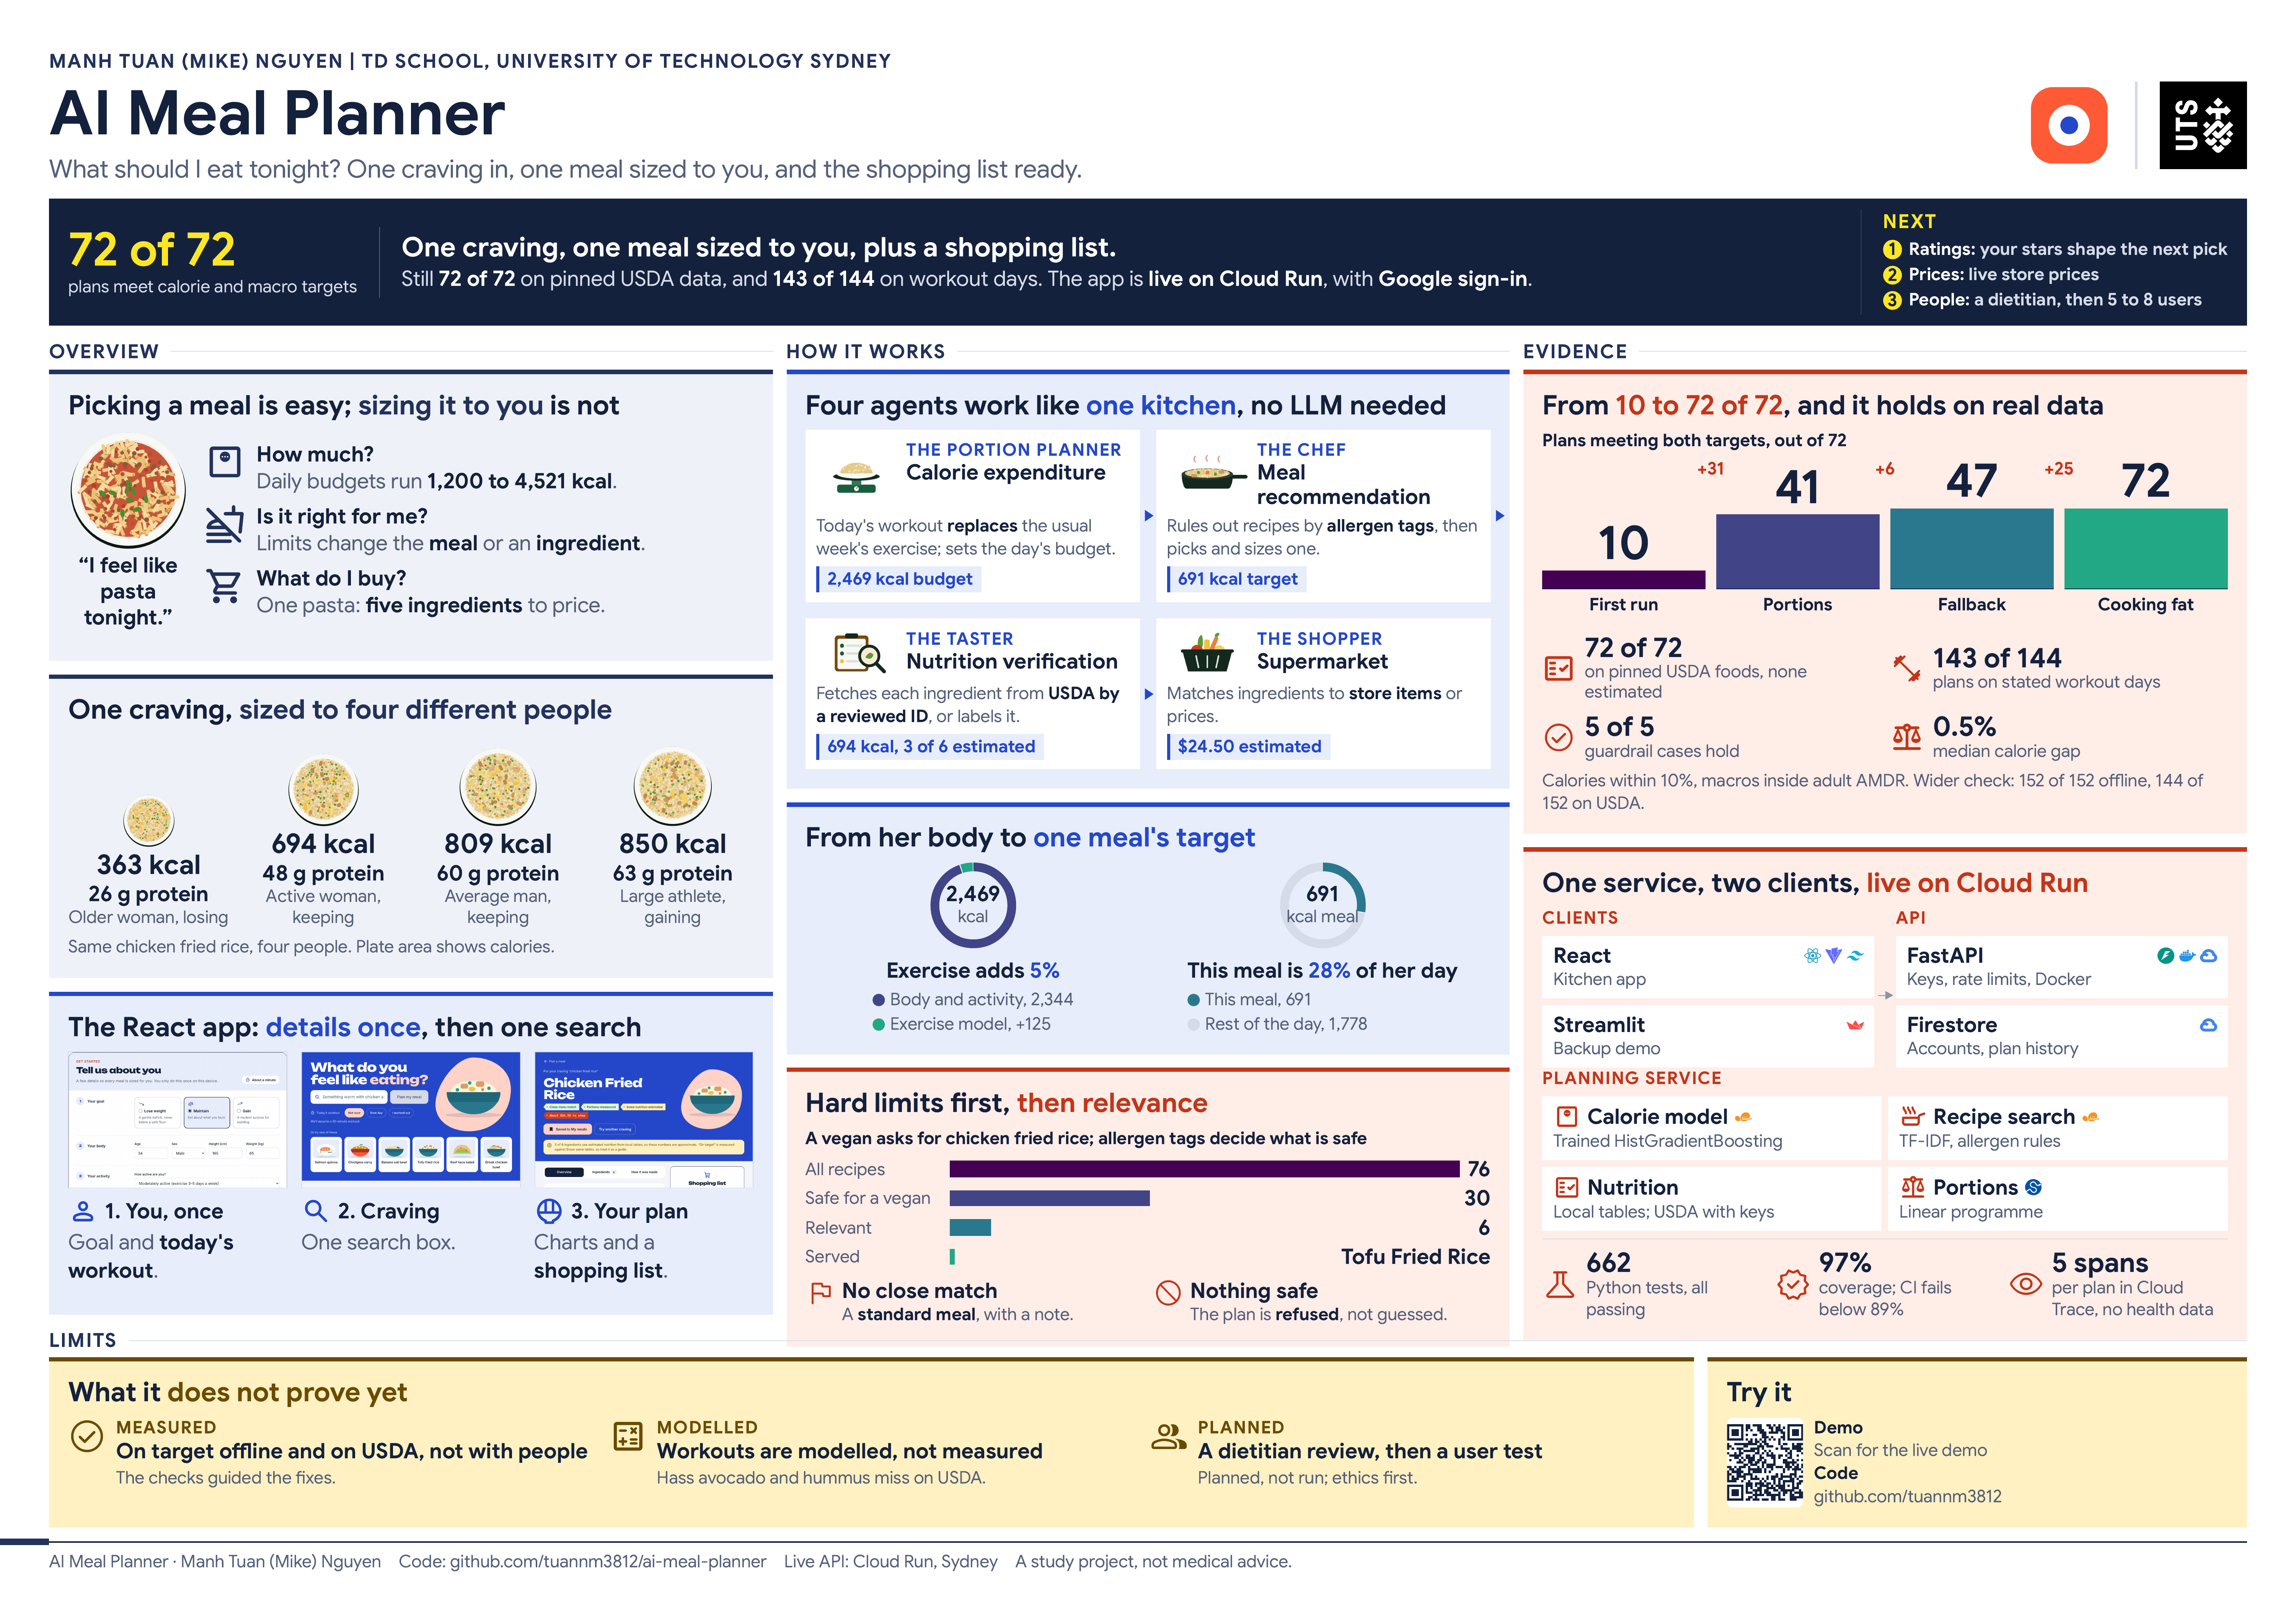 MANH TUAN (MIKE) NGUYEN | TD SCHOOL, UNIVERSITY OF TECHNOLOGY SYDNEY
AI Meal Planner
What should I eat tonight? One craving in, one meal sized to you, and the shopping list ready.
UTS
72 of 72
plans meet calorie and macro targets
One craving, one meal sized to you, plus a shopping list.
Still 72 of 72 on pinned USDA data, and 143 of 144 on workout days. The app is live on Cloud Run, with Google sign-in.
NEXT
1 Ratings: your stars shape the next pick
2 Prices: live store prices
3 People: a dietitian, then 5 to 8 users
OVERVIEW
Picking a meal is easy; sizing it to you is not
"I feel like
pasta
tonight."
How much?
Daily budgets run 1,200 to 4,521 kcal.
Is it right for me?
Limits change the meal or an ingredient.
What do I buy?
One pasta: five ingredients to price.
One craving, sized to four different people
363 kcal
26 g protein
Older woman, losing
694 kcal
48 g protein
Active woman,
keeping
809 kcal
60 g protein
Average man,
keeping
850 kcal
63 g protein
Large athlete,
gaining
Same chicken fried rice, four people. Plate area shows calories.
The React app: details once, then one search
Tell us about you
What do you
feel like eating?
Chicken Fried
Rice
Shopping list
1. You, once
Goal and today's
workout.
2. Craving
One search box.
3. Your plan
Charts and a
shopping list.
HOW IT WORKS
Four agents work like one kitchen, no LLM needed
THE PORTION PLANNER
Calorie expenditure
Today's workout replaces the usual
week's exercise; sets the day's budget.
2,469 kcal budget
THE CHEF
Meal
recommendation
Rules out recipes by allergen tags, then
picks and sizes one.
691 kcal target
THE TASTER
Nutrition verification
Fetches each ingredient from USDA by
a reviewed ID, or labels it.
694 kcal, 3 of 6 estimated
THE SHOPPER
Supermarket
Matches ingredients to store items or
prices.
$24.50 estimated
From her body to one meal's target
2,469
kcal
Exercise adds 5%
Body and activity, 2,344
Exercise model, +125
691
kcal meal
This meal is 28% of her day
This meal, 691
Rest of the day, 1,778
Hard limits first, then relevance
A vegan asks for chicken fried rice; allergen tags decide what is safe
All recipes 76
Safe for a vegan 30
Relevant 6
Served Tofu Fried Rice
No close match
A standard meal, with a note.
Nothing safe
The plan is refused, not guessed.
EVIDENCE
From 10 to 72 of 72, and it holds on real data
Plans meeting both targets, out of 72
10 +31 41 +6 47 +25 72
First run Portions Fallback Cooking fat
72 of 72
on pinned USDA foods, none
estimated
143 of 144
plans on stated workout days
5 of 5
guardrail cases hold
0.5%
median calorie gap
Calories within 10%, macros inside adult AMDR. Wider check: 152 of 152 offline, 144 of
152 on USDA.
One service, two clients, live on Cloud Run
CLIENTS
React
Kitchen app
Streamlit
Backup demo
API
FastAPI
Keys, rate limits, Docker
Firestore
Accounts, plan history
PLANNING SERVICE
Calorie model
Trained HistGradientBoosting
Recipe search
TF-IDF, allergen rules
Nutrition
Local tables; USDA with keys
Portions
Linear programme
662
Python tests, all
passing
97%
coverage; CI fails
below 89%
5 spans
per plan in Cloud
Trace, no health data
LIMITS
What it does not prove yet
MEASURED
On target offline and on USDA, not with people
The checks guided the fixes.
MODELLED
Workouts are modelled, not measured
Hass avocado and hummus miss on USDA.
PLANNED
A dietitian review, then a user test
Planned, not run; ethics first.
Try it
Demo
Scan for the live demo
Code
github.com/tuannm3812
AI Meal Planner · Manh Tuan (Mike) Nguyen Code: github.com/tuannm3812/ai-meal-planner Live API: Cloud Run, Sydney A study project, not medical advice.